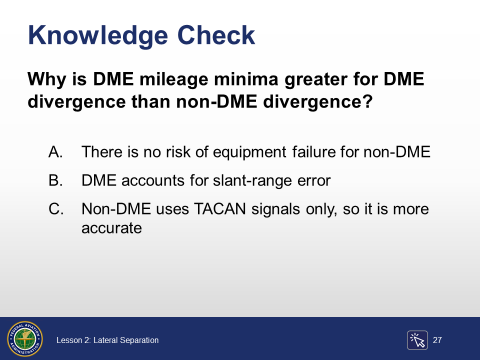 Knowledge Check
Why is DME mileage minima greater for DME
divergence than non-DME divergence?
A. There is no risk of equipment failure for non-DME
B. DME accounts for slant-range error
C. Non-DME uses TACAN signals only, so it is more
accurate
Lesson 2: Lateral Separation
27